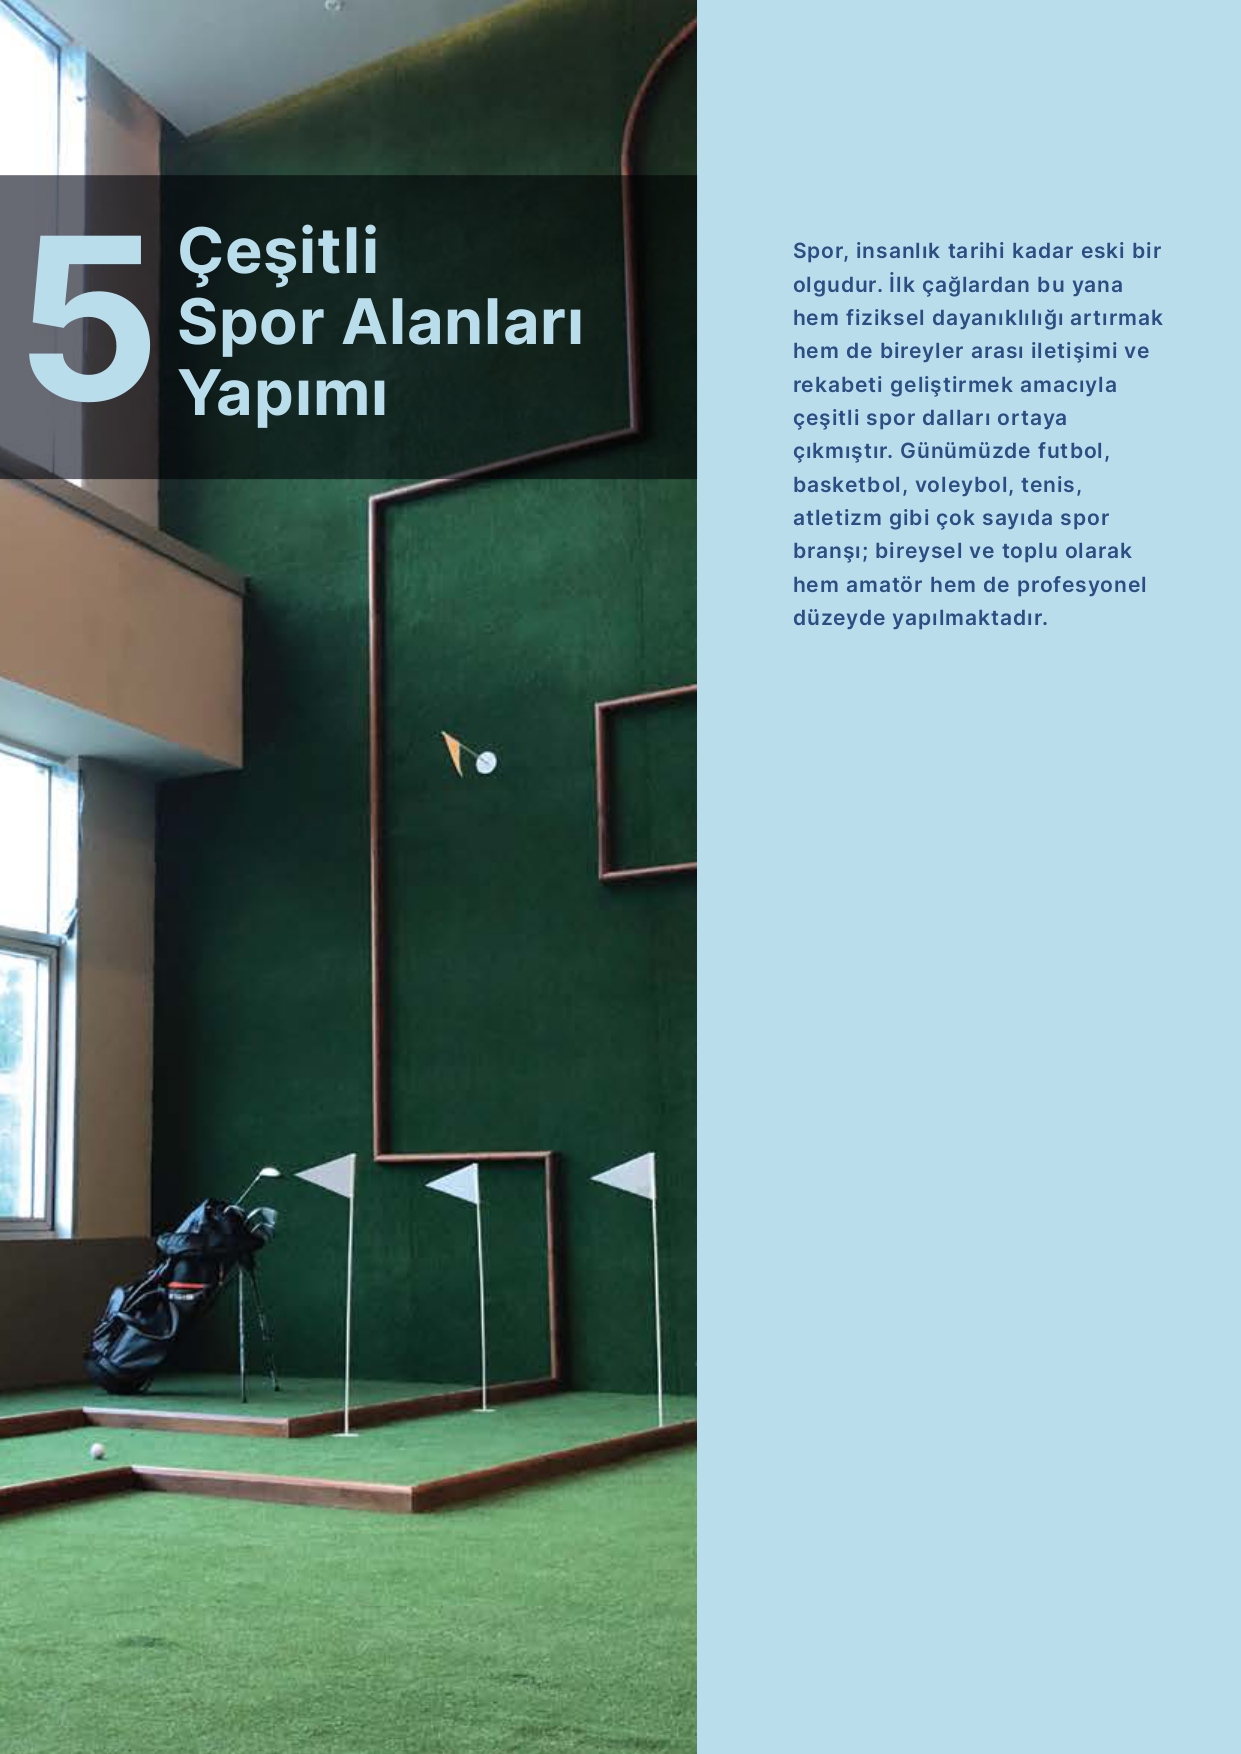 5
Çeşitli
Spor Alanları
Yapımı
Spor, insanlık tarihi kadar eski bir
olgudur. İlk çağlardan bu yana
hem fiziksel dayanıklılığı artırmak
hem de bireyler arası iletişimi ve
rekabeti geliştirmek amacıyla
çeşitli spor dalları ortaya
çıkmıştır. Günümüzde futbol,
basketbol, voleybol, tenis,
atletizm gibi çok sayıda spor
branşı; bireysel ve toplu olarak
hem amatör hem de profesyonel
düzeyde yapılmaktadır.